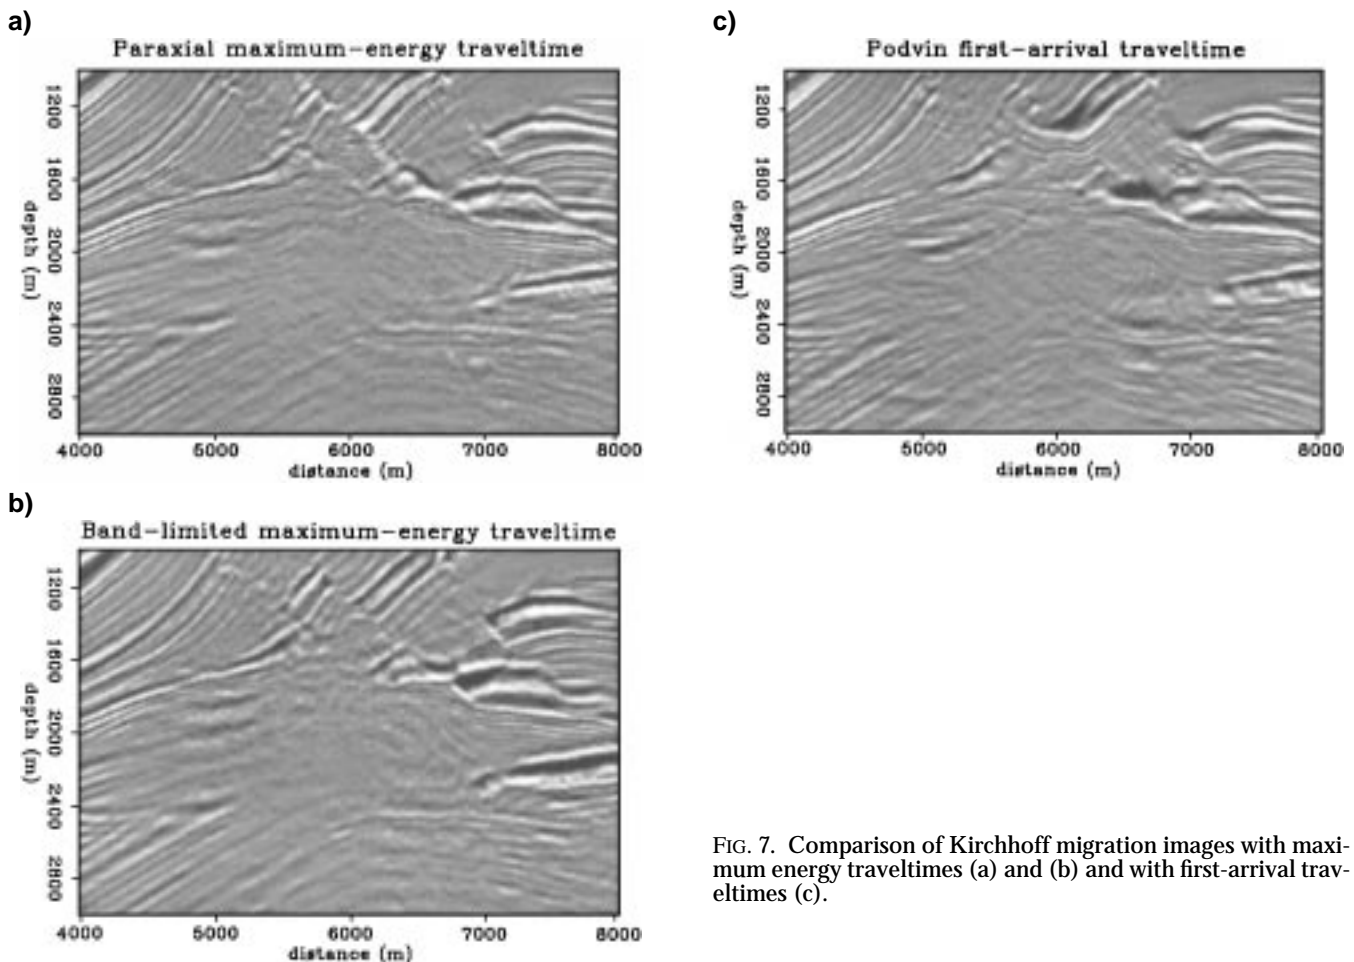 a)
Paraxial maximum-energy traveltime
1200
1600
2000
2400
2800
depth (m)
4000 5000 6000 7000 8000
distance (m)
b)
Band-limited maximum-energy traveltime
1200
1600
2000
2400
2800
depth (m)
4000 5000 6000 7000 8000
distance (m)
c)
Podvin first-arrival traveltime
1200
1600
2000
2400
2800
depth (m)
4000 5000 6000 7000 8000
distance (m)
FIG. 7. Comparison of Kirchhoff migration images with maxi-
mum energy traveltimes (a) and (b) and with first-arrival trav-
eltimes (c).